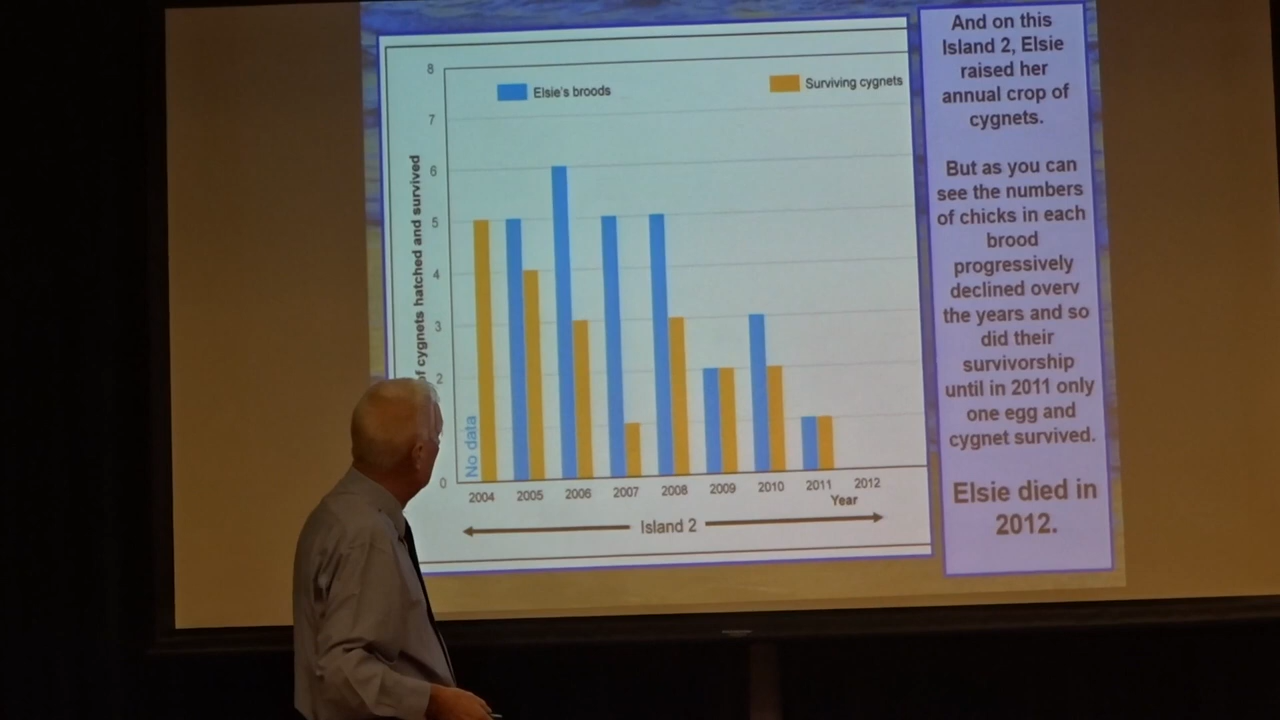 8
Elsie's broods
Surviving cygnets
7
6
5
4
3
2
0
of cygnets hatched and survived
No data
2004 2005 2006 2007 2008 2009 2010 2011 2012
Year
Island 2
And on this
Island 2, Elsie
raised her
annual crop of
cygnets.
But as you can
see the numbers
of chicks in each
brood
progressively
declined overv
the years and so
did their
survivorship
until in 2011 only
one egg and
cygnet survived.
Elsie died in
2012.